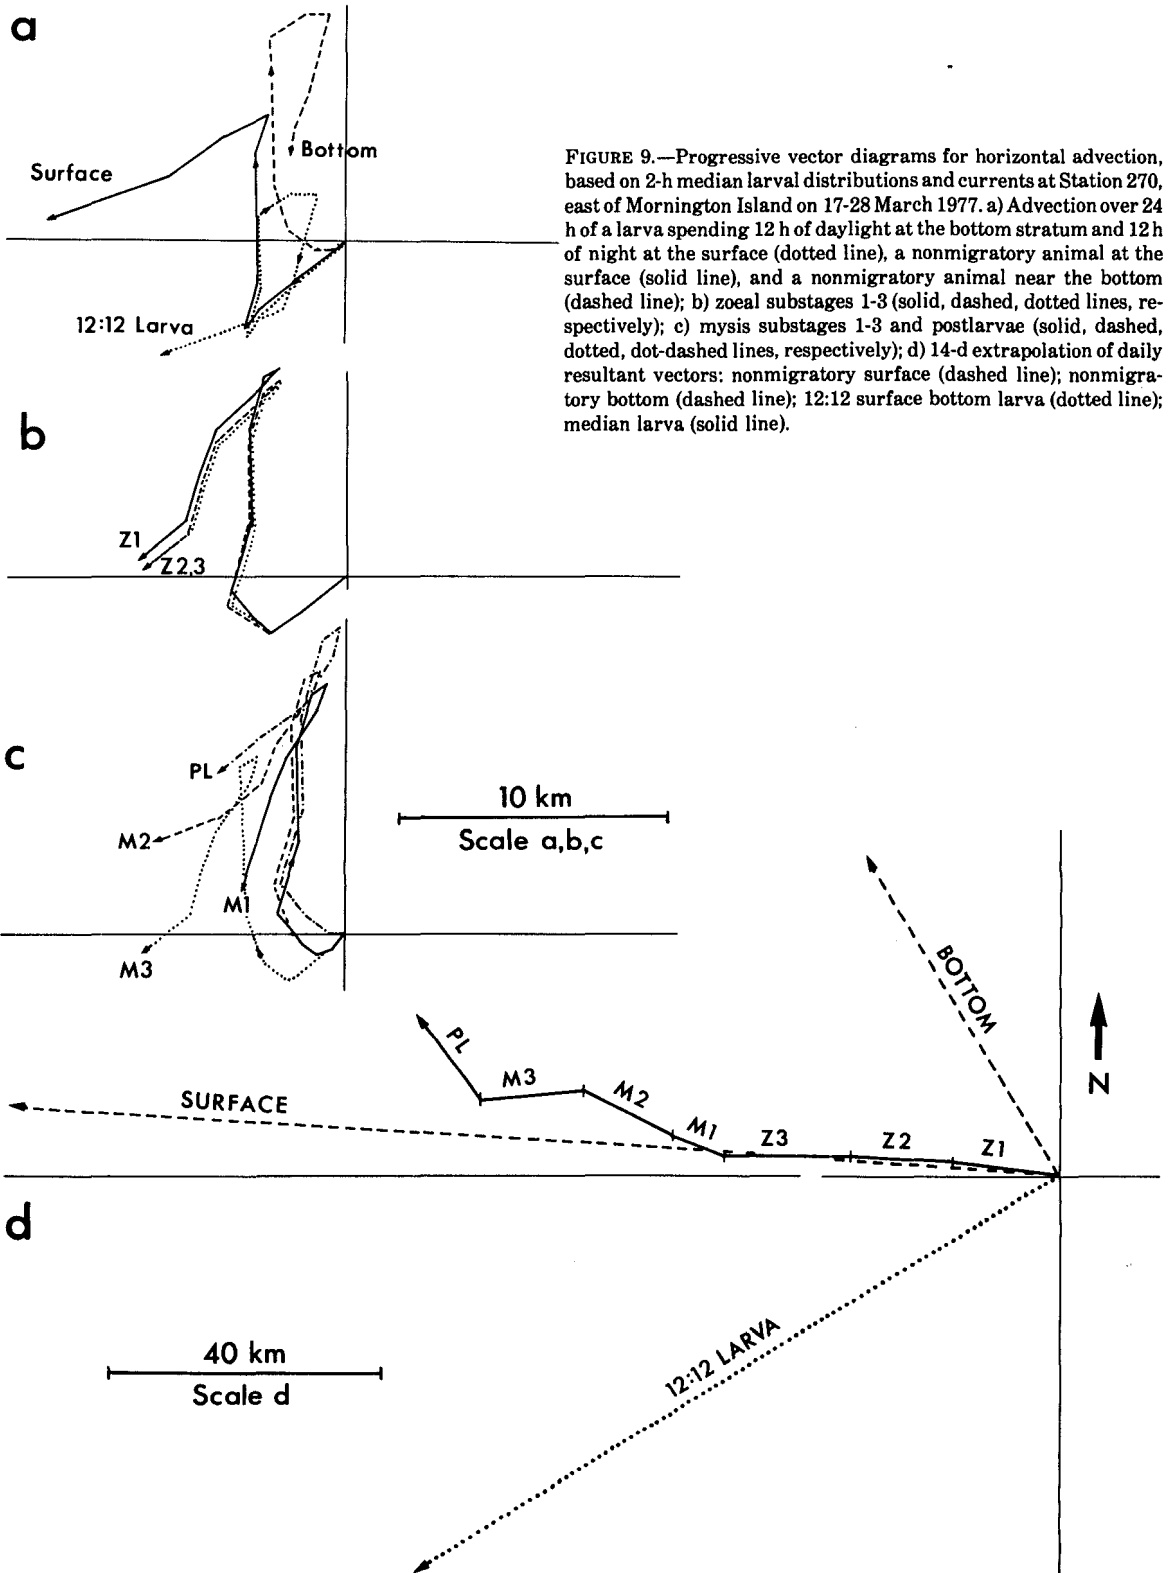 a
Surface
Bottom
12:12 Larva
FIGURE 9.—Progressive vector diagrams for horizontal advection,
based on 2-h median larval distributions and currents at Station 270,
east of Mornington Island on 17-28 March 1977. a) Advection over 24
h of a larva spending 12 h of daylight at the bottom stratum and 12 h
of night at the surface (dotted line), a nonmigratory animal at the
surface (solid line), and a nonmigratory animal near the bottom
(dashed line); b) zoeal substages 1-3 (solid, dashed, dotted lines, re-
spectively); c) mysis substages 1-3 and postlarvae (solid, dashed,
dotted, dot-dashed lines, respectively); d) 14-d extrapolation of daily
resultant vectors: nonmigratory surface (dashed line); nonmigra-
tory bottom (dashed line); 12:12 surface bottom larva (dotted line);
median larva (solid line).
b
Z1
Z2,3
c
PL
M2
M1
M3
10 km
Scale a,b,c
BOTTOM
N
PL
M3
M2
M1
Z3
Z2
Z1
SURFACE
d
12:12 LARVA
40 km
Scale d